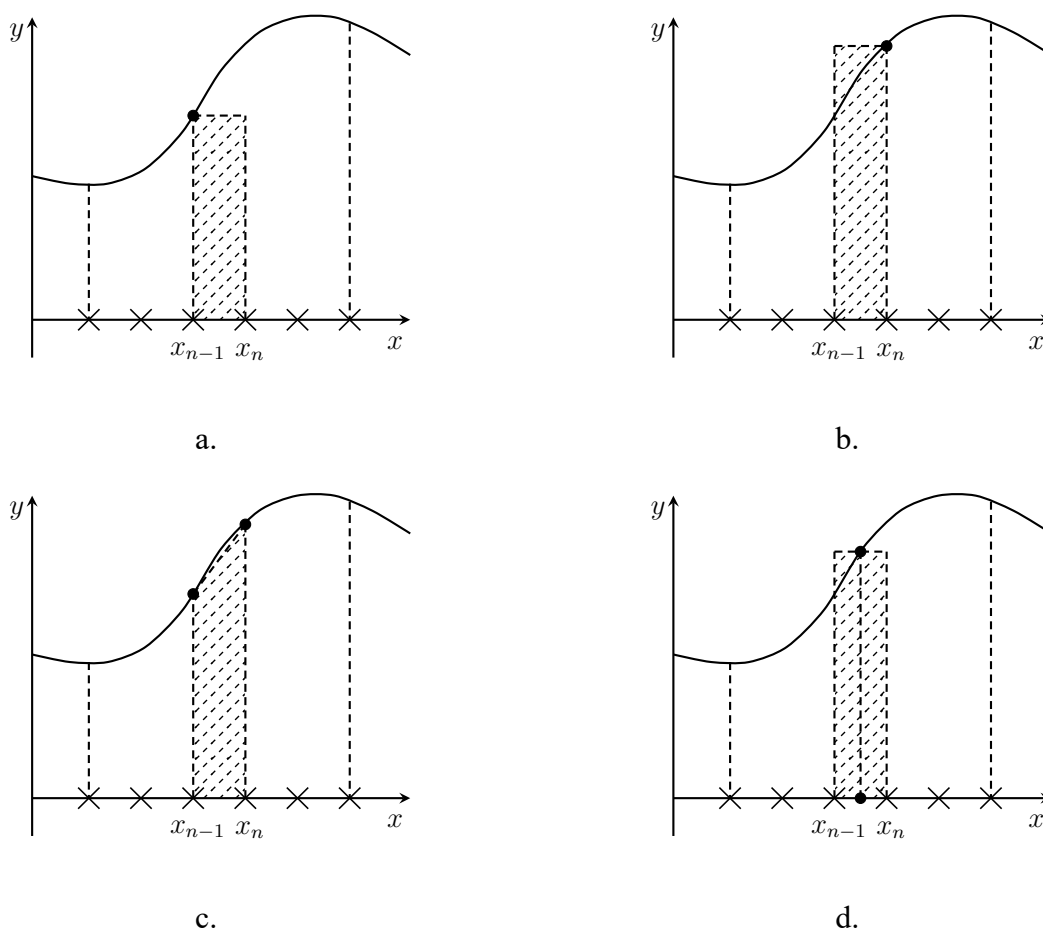 y
x_{n−1} x_n x
a.
y
x_{n−1} x_n x
b.
y
x_{n−1} x_n x
c.
y
x_{n−1} x_n x
d.